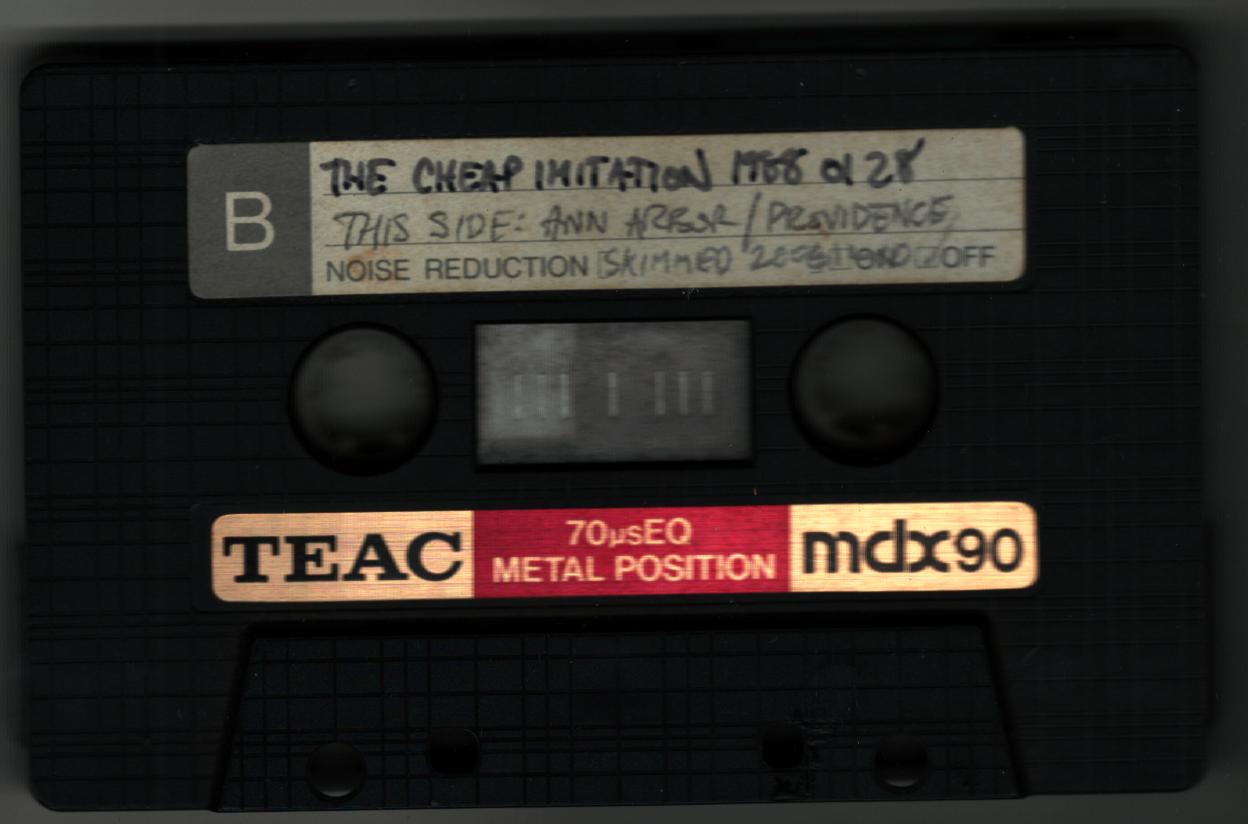 B
THE CHEAP IMITATION 1988 01 28
THIS SIDE: ANN ARBOR/PROVIDENCE
NOISE REDUCTION SKIMMED OFF
TEAC
70µsEQ
METAL POSITION
mdx90